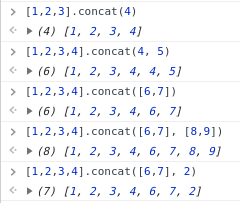 > [1,2,3].concat(4)
< ▶ (4) [1, 2, 3, 4]
> [1,2,3,4].concat(4, 5)
< ▶ (6) [1, 2, 3, 4, 4, 5]
> [1,2,3,4].concat([6,7])
< ▶ (6) [1, 2, 3, 4, 6, 7]
> [1,2,3,4].concat([6,7], [8,9])
< ▶ (8) [1, 2, 3, 4, 6, 7, 8, 9]
> [1,2,3,4].concat([6,7], 2)
< ▶ (7) [1, 2, 3, 4, 6, 7, 2]